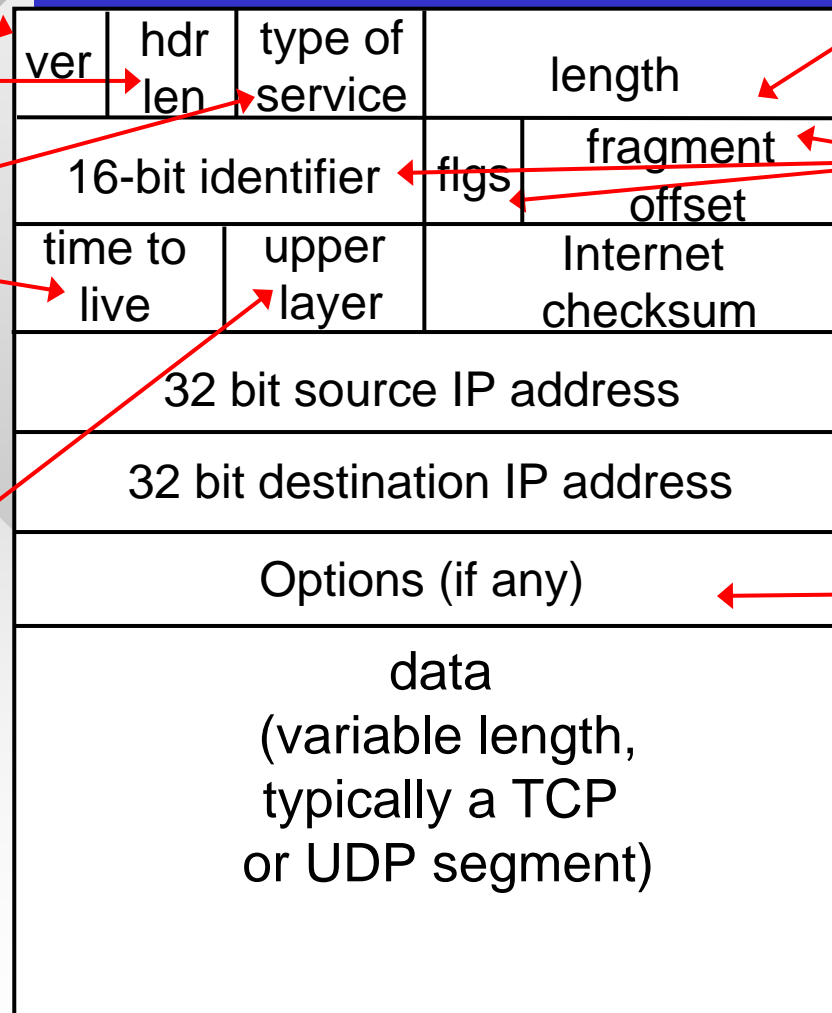 ver
hdr
len
type of
service
length
16-bit identifier
flgs
fragment
offset
time to
live
upper
layer
Internet
checksum
32 bit source IP address
32 bit destination IP address
Options (if any)
data
(variable length,
typically a TCP
or UDP segment)